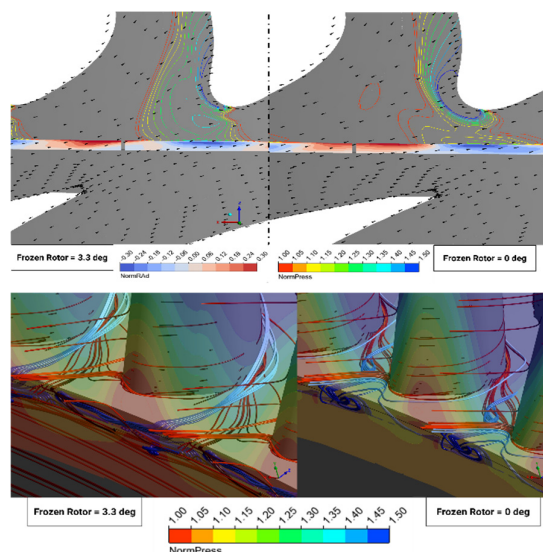 Frozen Rotor = 3.3 deg
-0.30 -0.24 -0.18 -0.12 -0.06 0.00 0.06 0.12 0.18 0.24 0.30
NormRAd
1.00 1.05 1.10 1.15 1.20 1.25 1.30 1.35 1.40 1.45 1.50
NormPress
Frozen Rotor = 0 deg
Frozen Rotor = 3.3 deg
1.00 1.05 1.10 1.15 1.20 1.25 1.30 1.35 1.40 1.45 1.50
NormPress
Frozen Rotor = 0 deg